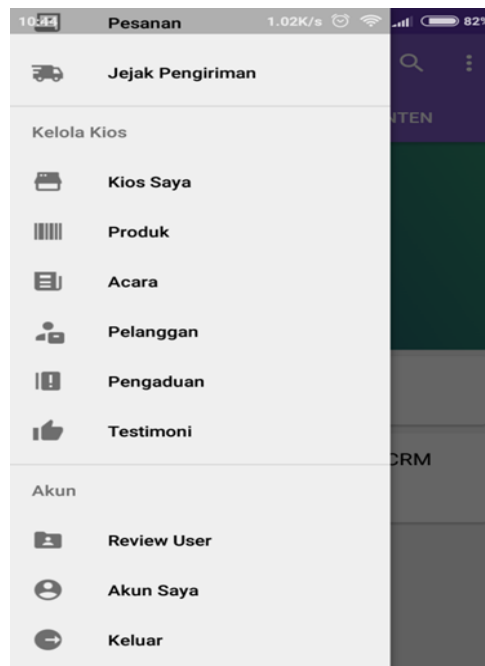 10:44 1.02K/s 82%
Pesanan
Jejak Pengiriman
NTEN
Kelola Kios
Kios Saya
Produk
Acara
Pelanggan
Pengaduan
Testimoni
CRM
Akun
Review User
Akun Saya
Keluar